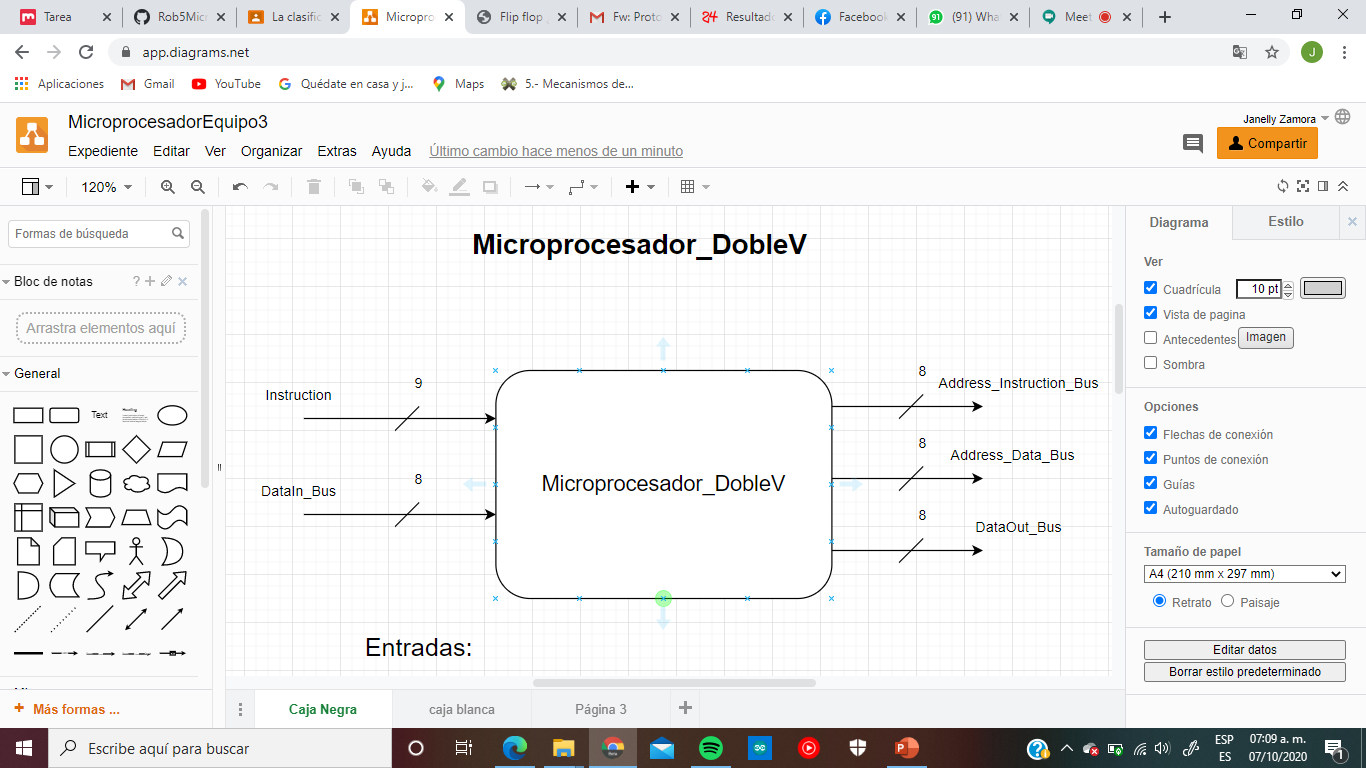 Tarea
Rob5Micr
La clasific
Micropro
Flip flop
Fw: Proto
Resultado
Facebook
(91) Wha
Meet
app.diagrams.net
J
Aplicaciones
Gmail
YouTube
Quédate en casa y j...
Maps
5.- Mecanismos de...
MicroprocesadorEquipo3
Janelly Zamora
Expediente Editar Ver Organizar Extras Ayuda Último cambio hace menos de un minuto
Compartir
120%
Formas de búsqueda
Bloc de notas
Arrastra elementos aquí
General
Text
Heading
Más formas ...
Microprocesador_DobleV
Instruction
9
DataIn_Bus
8
Microprocesador_DobleV
8
Address_Instruction_Bus
8
Address_Data_Bus
8
DataOut_Bus
Entradas:
Caja Negra
caja blanca
Página 3
Diagrama
Estilo
Ver
Cuadrícula 10 pt
Vista de pagina
Antecedentes Imagen
Sombra
Opciones
Flechas de conexión
Puntos de conexión
Guías
Autoguardado
Tamaño de papel
A4 (210 mm x 297 mm)
Retrato Paisaje
Editar datos
Borrar estilo predeterminado
Escribe aquí para buscar
ESP
ES
07:09 a. m.
07/10/2020
1